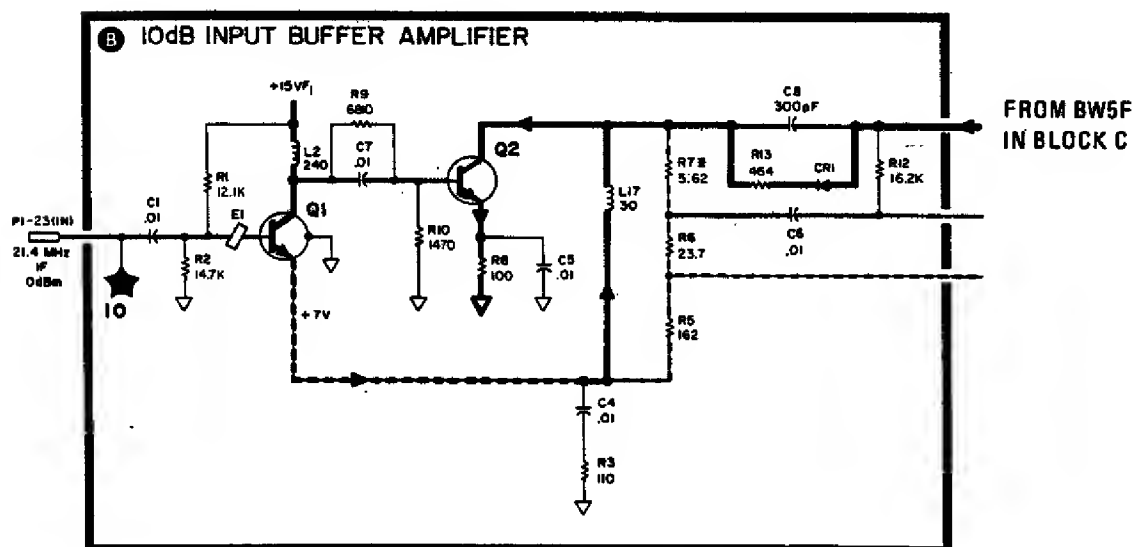 B 10dB INPUT BUFFER AMPLIFIER
+15VF1
R9
6810
C8
300pF
FROM BW5F
IN BLOCK C
L2
240
C7
.01
Q2
R1
12.1K
R13
464
CR1
R12
16.2K
R7*
5.62
L17
30
C1
.01
E1
Q1
P1-23(IN)
21.4 MHz
IF
0dBm
R10
1470
C6
.01
R6
23.7
R2
14.7K
R8
100
C5
.01
10
+7V
R5
162
C4
.01
R3
110